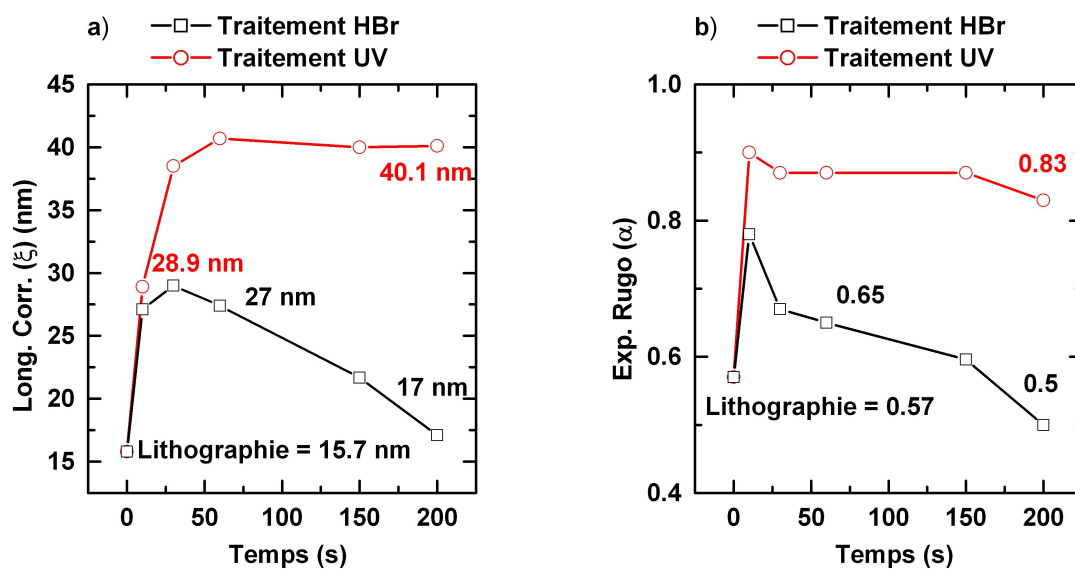 a)
Traitement HBr
Traitement UV
45
40
35
30
25
20
15
Long. Corr. (ξ) (nm)
40.1 nm
28.9 nm
27 nm
17 nm
Lithographie = 15.7 nm
0 50 100 150 200
Temps (s)
b)
Traitement HBr
Traitement UV
1.0
0.8
0.6
0.4
Exp. Rugo (α)
0.83
0.65
0.5
Lithographie = 0.57
0 50 100 150 200
Temps (s)